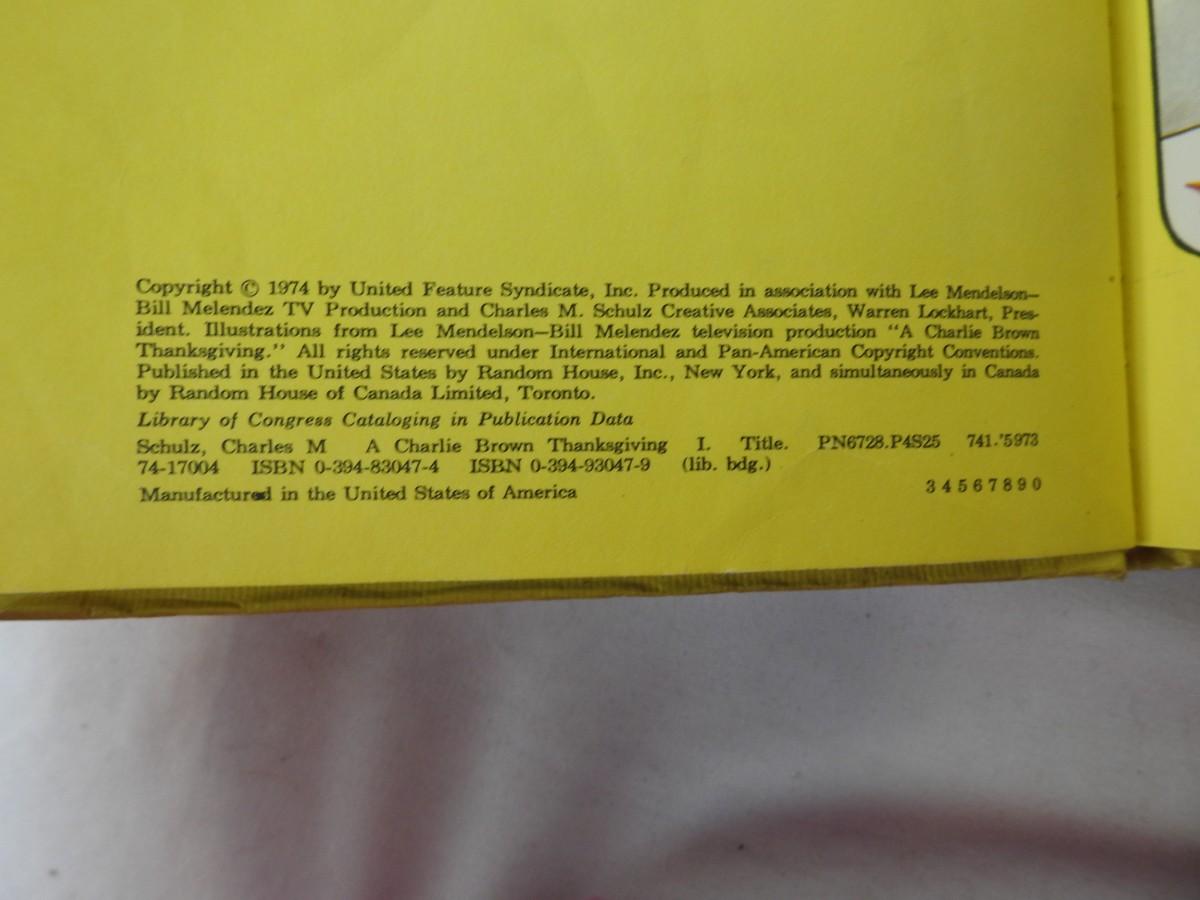 Copyright © 1974 by United Feature Syndicate, Inc. Produced in association with Lee Mendelson—
Bill Melendez TV Production and Charles M. Schulz Creative Associates, Warren Lockhart, Pres-
ident. Illustrations from Lee Mendelson—Bill Melendez television production "A Charlie Brown
Thanksgiving." All rights reserved under International and Pan-American Copyright Conventions.
Published in the United States by Random House, Inc., New York, and simultaneously in Canada
by Random House of Canada Limited, Toronto.
Library of Congress Cataloging in Publication Data
Schulz, Charles M A Charlie Brown Thanksgiving I. Title. PN6728.P4S25 741.'5973
74-17004 ISBN 0-394-83047-4 ISBN 0-394-93047-9 (lib. bdg.)
Manufactured in the United States of America 3 4 5 6 7 8 9 0